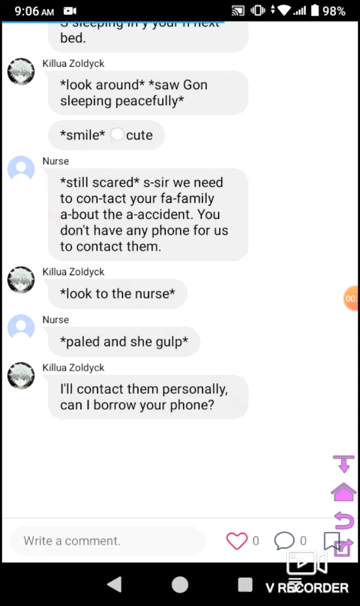 9:06 AM
98%
bed.
Killua Zoldyck
*look around* *saw Gon
sleeping peacefully*
*smile* cute
Nurse
*still scared* s-sir we need
to con-tact your fa-family
a-bout the a-accident. You
don't have any phone for us
to contact them.
Killua Zoldyck
*look to the nurse*
Nurse
*paled and she gulp*
Killua Zoldyck
I'll contact them personally,
can I borrow your phone?
Write a comment.
0
0
V RECORDER